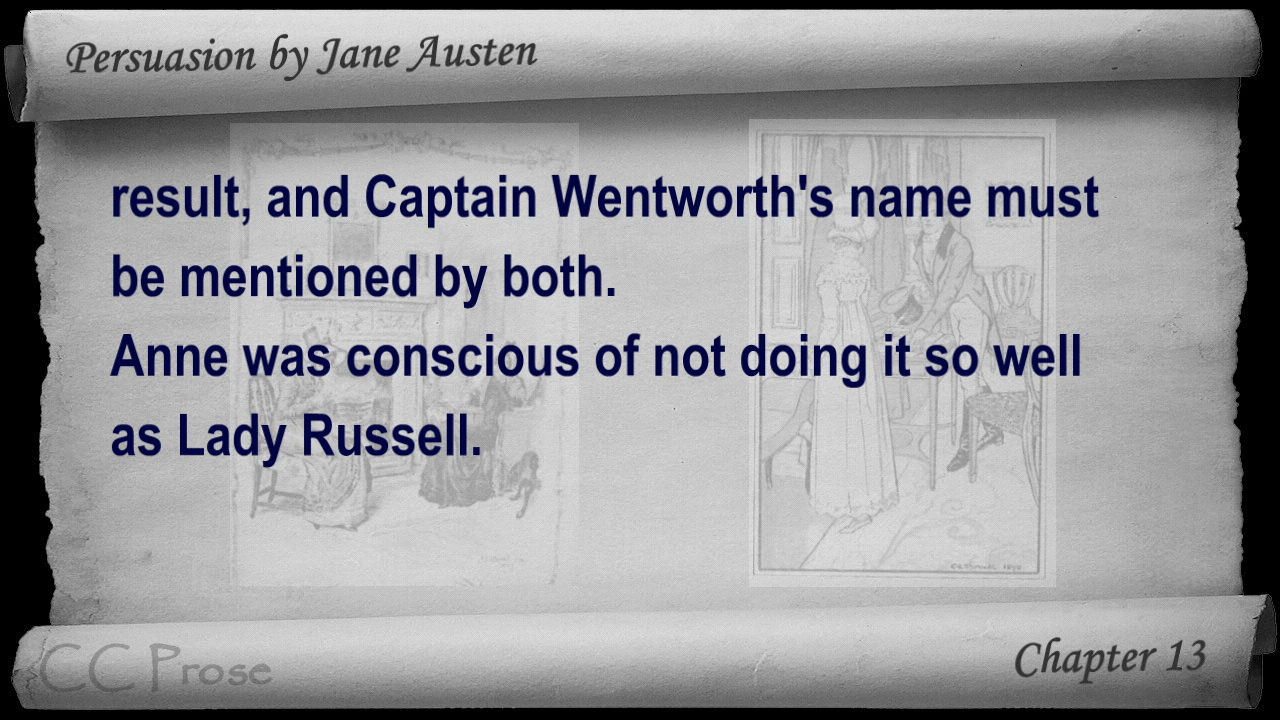 Persuasion by Jane Austen
result, and Captain Wentworth's name must
be mentioned by both.
Anne was conscious of not doing it so well
as Lady Russell.
CC Prose
Chapter 13